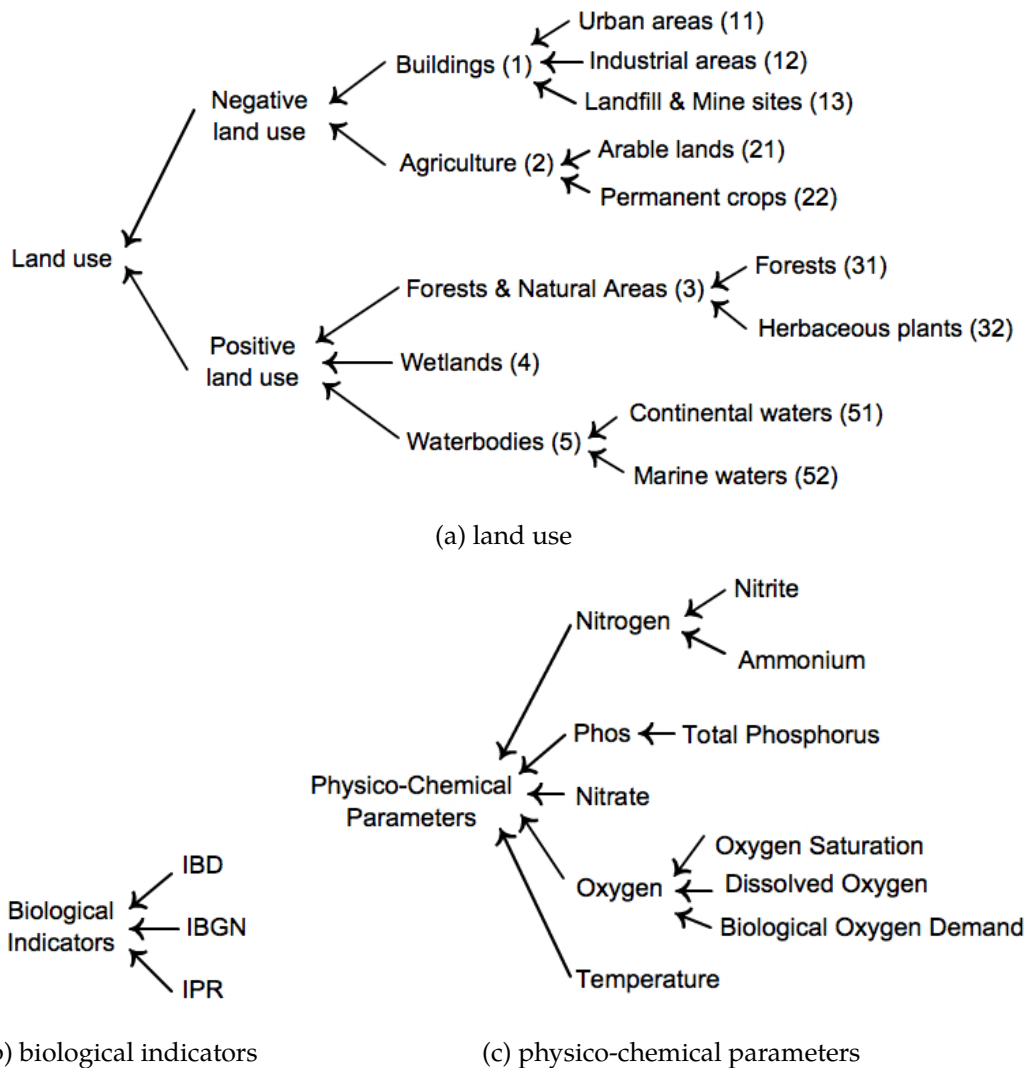 Urban areas (11)
Buildings (1)
Industrial areas (12)
Landfill & Mine sites (13)
Negative
land use
Arable lands (21)
Agriculture (2)
Permanent crops (22)
Land use
Forests (31)
Forests & Natural Areas (3)
Herbaceous plants (32)
Positive
land use
Wetlands (4)
Continental waters (51)
Waterbodies (5)
Marine waters (52)
(a) land use
Nitrite
Nitrogen
Ammonium
Phos
Total Phosphorus
Physico-Chemical
Parameters
Nitrate
Oxygen Saturation
Oxygen
Dissolved Oxygen
Biological Oxygen Demand
Temperature
IBD
Biological
Indicators
IBGN
IPR
) biological indicators
(c) physico-chemical parameters